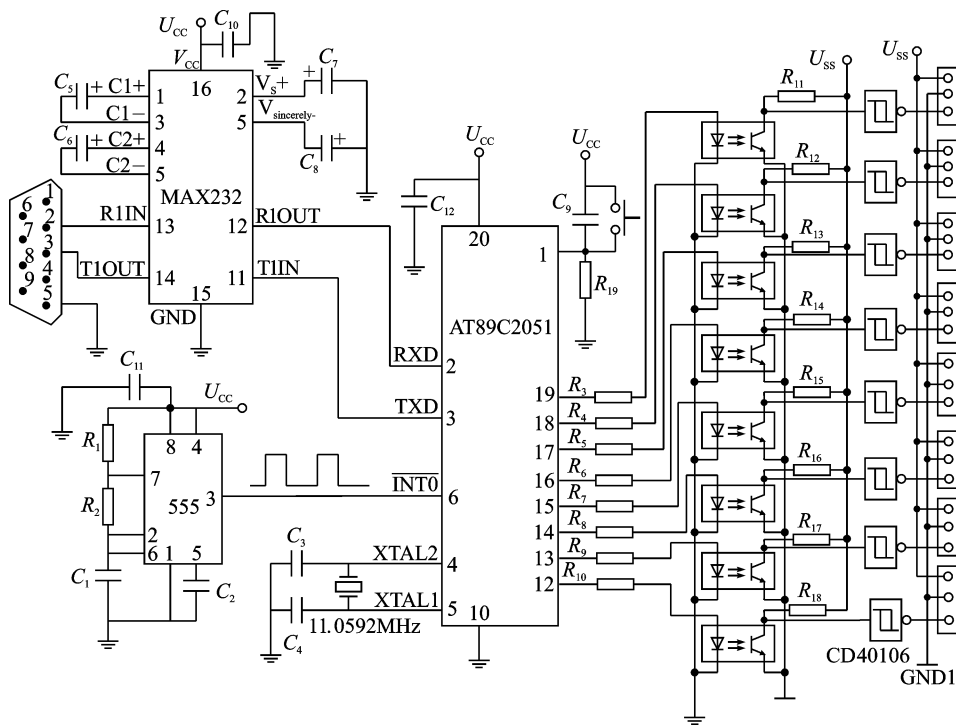 U_CC
C_10
V_CC
16
C_5
+
C1+
1
C1−
3
C_6
+
C2+
4
C2−
5
MAX232
2
V_S+
+
C_7
5
V_sincerely-
C_8
+
1
6
2
7
3
8
4
9
5
R1IN
13
12
R1OUT
T1OUT
14
11
T1IN
15
GND
U_CC
C_12
20
U_CC
C_9
1
R_19
AT89C2051
RXD
2
TXD
3
INT0
6
XTAL2
4
XTAL1
5
10
11.0592MHz
C_3
C_4
C_11
U_CC
R_1
R_2
8
4
7
3
555
2
6
1
5
C_1
C_2
19
R_3
18
R_4
17
R_5
16
R_6
15
R_7
14
R_8
13
R_9
12
R_10
U_SS
U_SS
R_11
R_12
R_13
R_14
R_15
R_16
R_17
R_18
CD40106
GND1